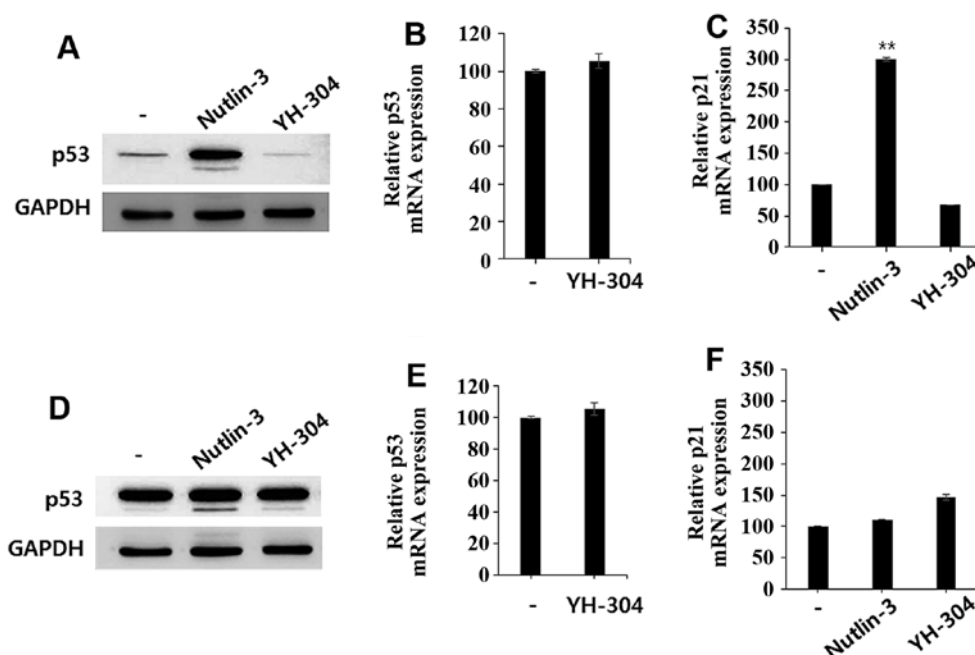 A
- Nutlin-3 YH-304
p53
GAPDH
B
Relative p53
mRNA expression
120
100
80
60
40
20
0
- YH-304
C
Relative p21
mRNA expression
350
300
250
200
150
100
50
0
**
- Nutlin-3 YH-304
D
- Nutlin-3 YH-304
p53
GAPDH
E
Relative p53
mRNA expression
120
100
80
60
40
20
0
- YH-304
F
Relative p21
mRNA expression
350
300
250
200
150
100
50
0
- Nutlin-3 YH-304